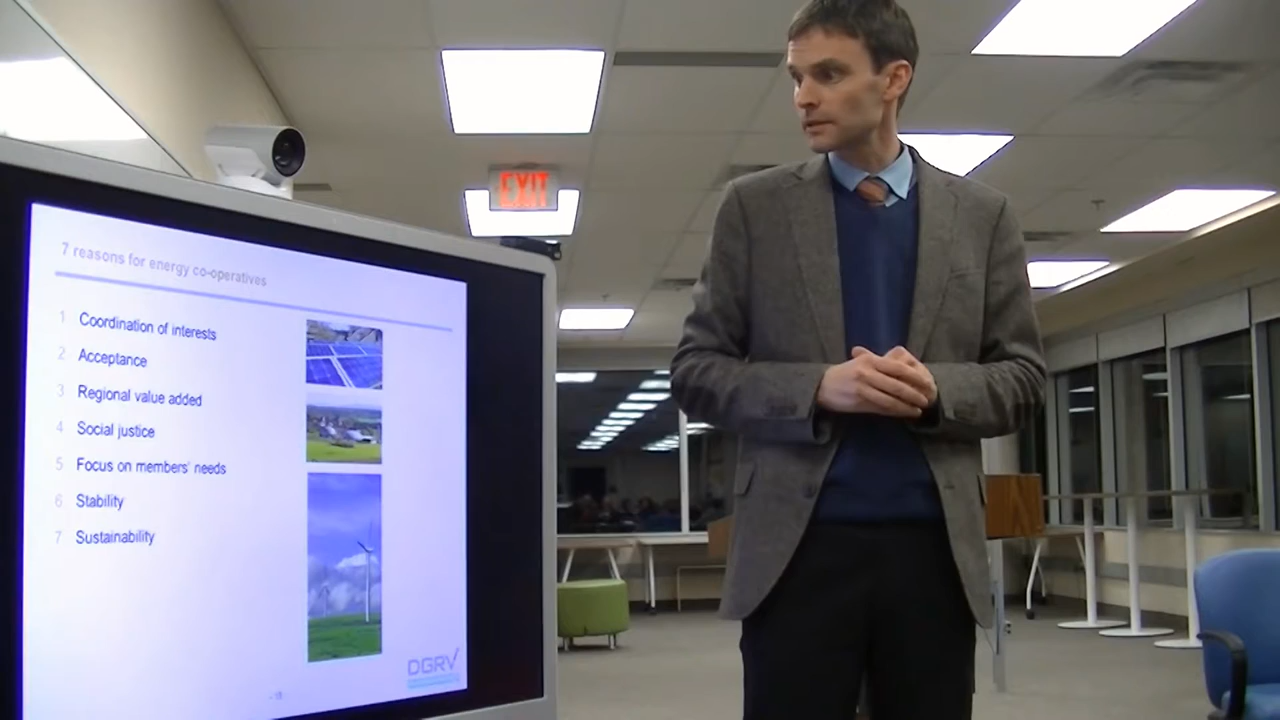 EXIT
7 reasons for energy co-operatives
1 Coordination of interests
2 Acceptance
3 Regional value added
4 Social justice
5 Focus on members' needs
6 Stability
7 Sustainability
DGRV